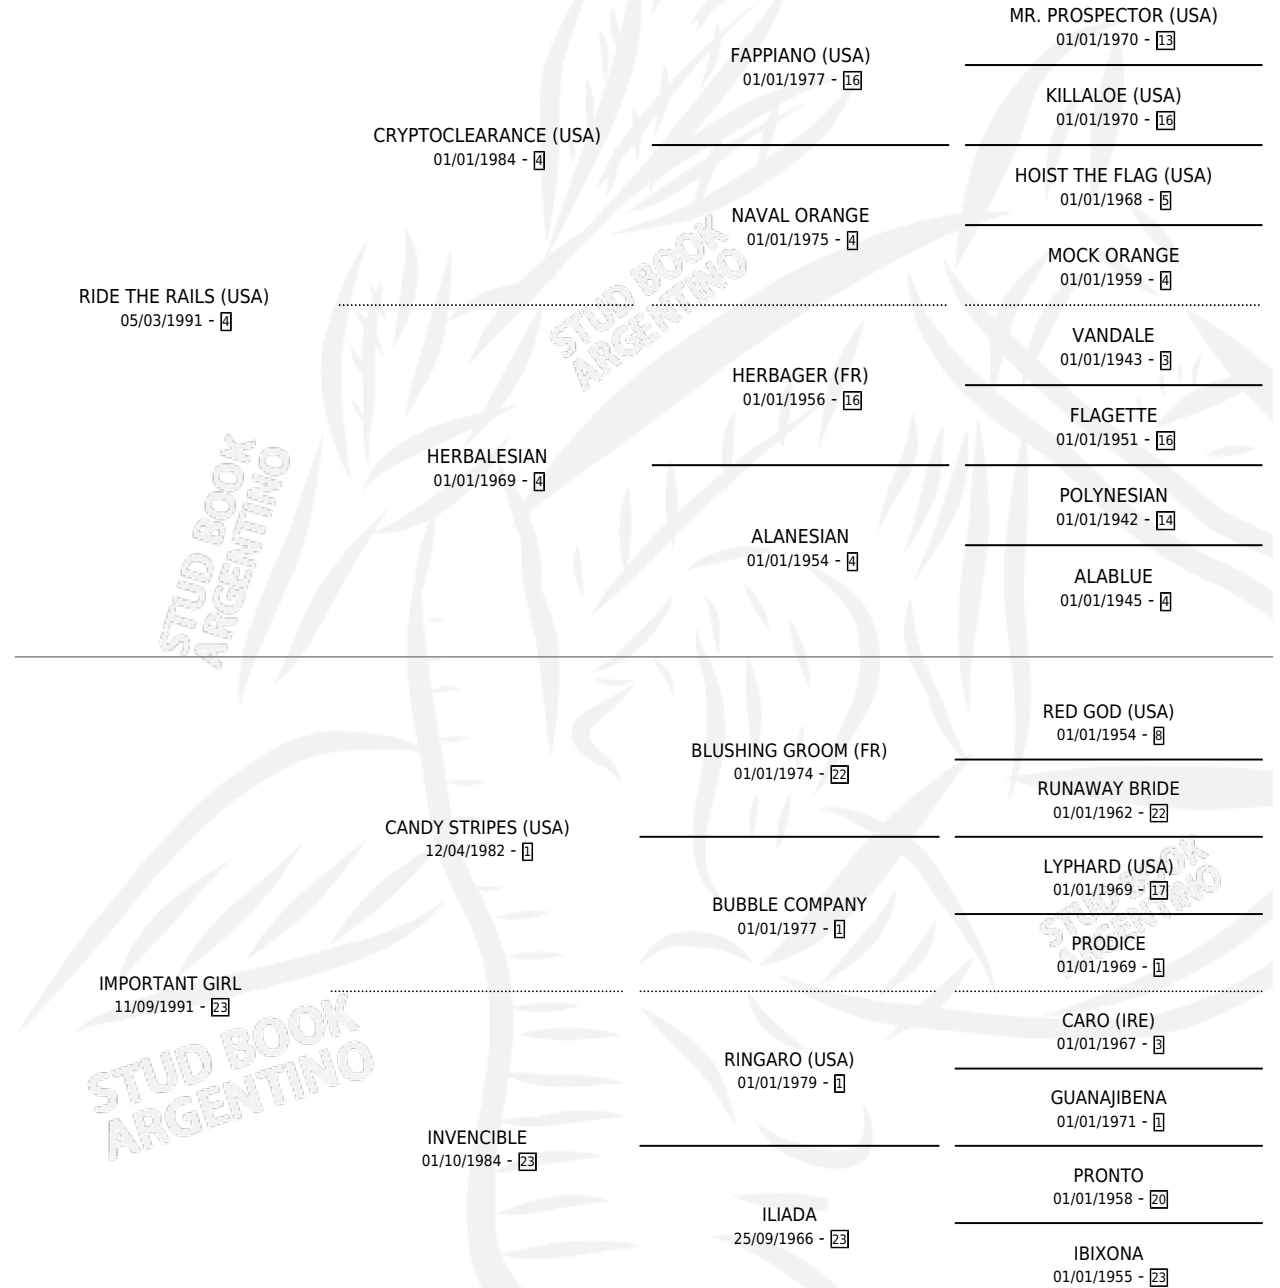 MR. PROSPECTOR (USA)
01/01/1970 - 13
FAPPIANO (USA)
01/01/1977 - 16
KILLALOE (USA)
01/01/1970 - 16
CRYPTOCLEARANCE (USA)
01/01/1984 - 4
HOIST THE FLAG (USA)
01/01/1968 - 5
NAVAL ORANGE
01/01/1975 - 4
MOCK ORANGE
01/01/1959 - 4
RIDE THE RAILS (USA)
05/03/1991 - 4
VANDALE
01/01/1943 - 3
HERBAGER (FR)
01/01/1956 - 16
FLAGETTE
01/01/1951 - 16
HERBALESIAN
01/01/1969 - 4
POLYNESIAN
01/01/1942 - 14
ALANESIAN
01/01/1954 - 4
ALABLUE
01/01/1945 - 4
RED GOD (USA)
01/01/1954 - 8
BLUSHING GROOM (FR)
01/01/1974 - 22
RUNAWAY BRIDE
01/01/1962 - 22
CANDY STRIPES (USA)
12/04/1982 - 1
LYPHARD (USA)
01/01/1969 - 17
BUBBLE COMPANY
01/01/1977 - 1
PRODICE
01/01/1969 - 1
IMPORTANT GIRL
11/09/1991 - 23
CARO (IRE)
01/01/1967 - 3
RINGARO (USA)
01/01/1979 - 1
GUANAJIBENA
01/01/1971 - 1
INVENCIBLE
01/10/1984 - 23
PRONTO
01/01/1958 - 20
ILIADA
25/09/1966 - 23
IBIXONA
01/01/1955 - 23
STUD BOOK
ARGENTINO
STUD BOOK
ARGENTINO
STUD BOOK
ARGENTINO
STUD BOOK
ARGENTINO